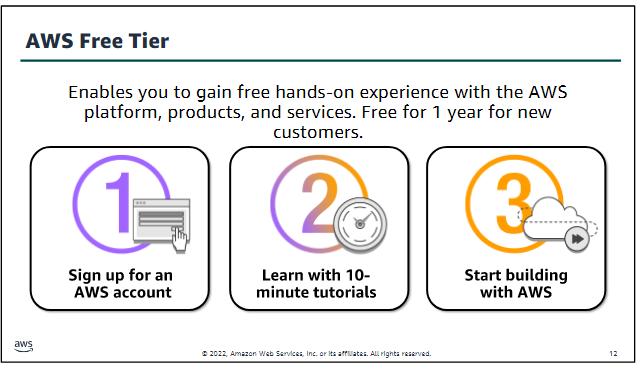 AWS Free Tier
Enables you to gain free hands-on experience with the AWS
platform, products, and services. Free for 1 year for new
customers.
1
Sign up for an
AWS account
2
Learn with 10-
minute tutorials
3
Start building
with AWS
aws
© 2022, Amazon Web Services, Inc. or its affiliates. All rights reserved.
12